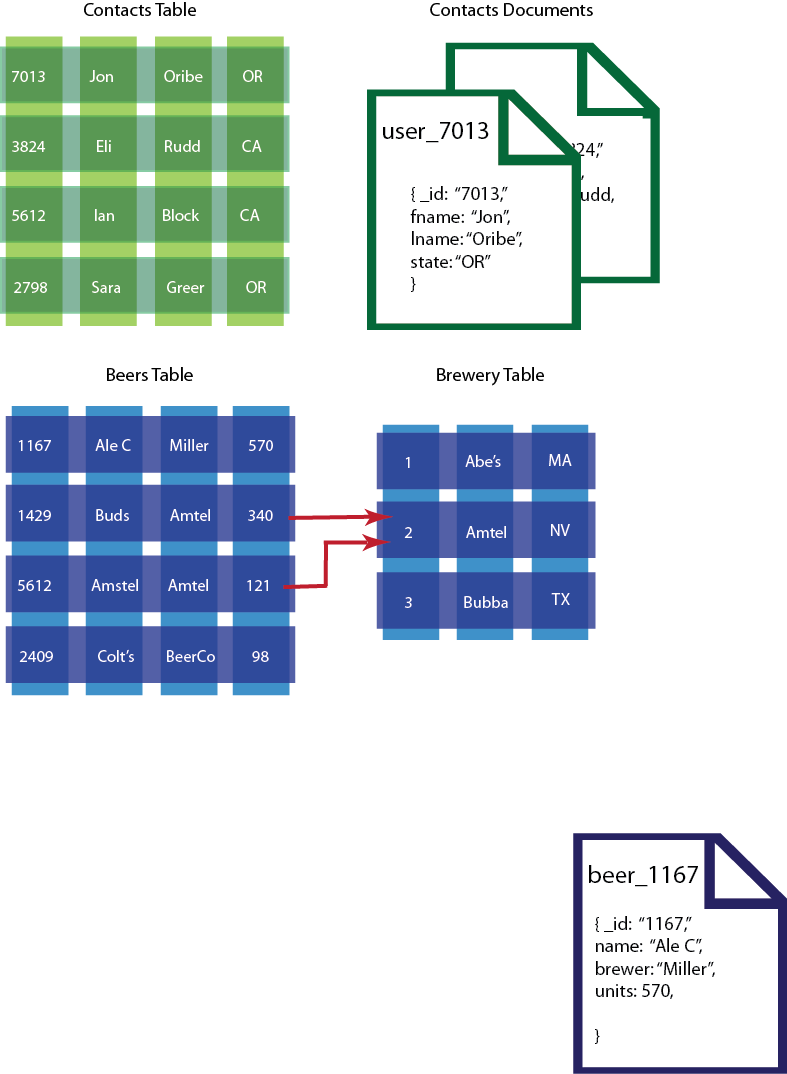 Contacts Table
7013 Jon Oribe OR
3824 Eli Rudd CA
5612 Ian Block CA
2798 Sara Greer OR
Contacts Documents
user_7013
{ _id: “7013,”
fname: “Jon”,
lname: “Oribe”,
state: “OR”
}
24,”
,
udd,
Beers Table
1167 Ale C Miller 570
1429 Buds Amtel 340
5612 Amstel Amtel 121
2409 Colt’s BeerCo 98
Brewery Table
1 Abe’s MA
2 Amtel NV
3 Bubba TX
beer_1167
{ _id: “1167,”
name: “Ale C”,
brewer: “Miller”,
units: 570,
}